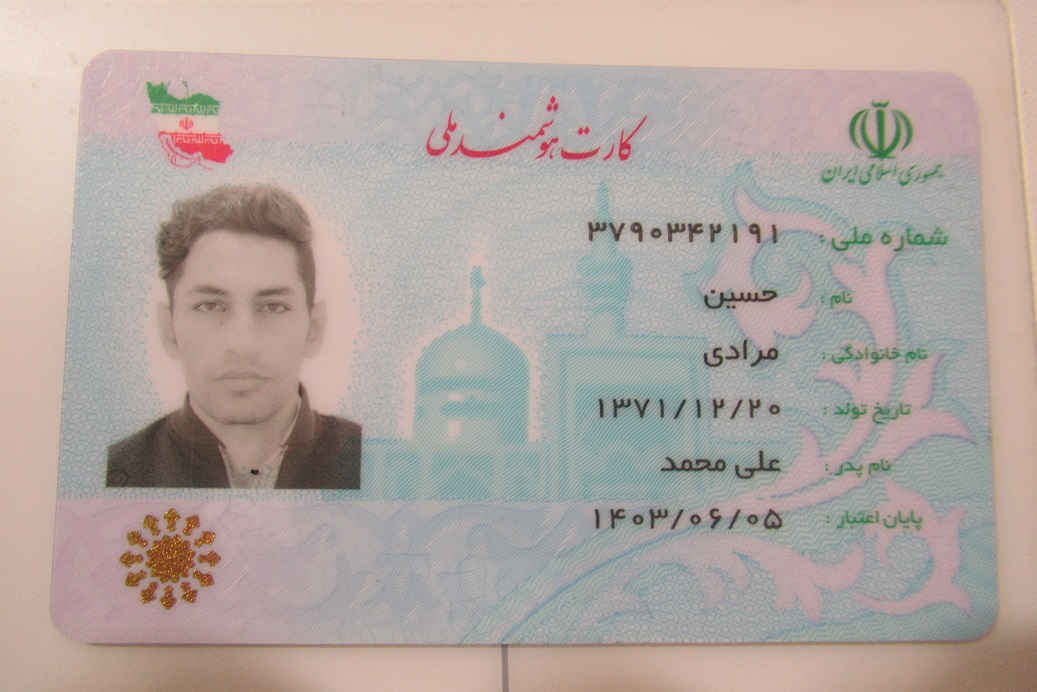 کارت هوشمند ملی
جمهوری اسلامی ایران
شماره ملی : ۳۷۹۰۳۴۲۱۹۱
نام : حسین
نام خانوادگی : مرادی
تاریخ تولد : ۱۳۷۱/۱۲/۲۰
نام پدر : علی محمد
پایان اعتبار : ۱۴۰۳/۰۶/۰۵